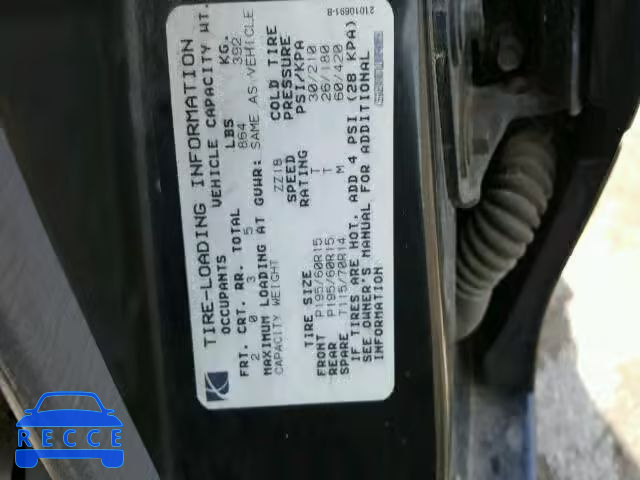 TIRE-LOADING INFORMATION
OCCUPANTS VEHICLE CAPACITY WT.
FRT. CRT. RR. TOTAL LBS KG.
2 0 3 5 864 392
MAXIMUM LOADING AT GVWR: SAME AS VEHICLE
CAPACITY WEIGHT ZZ18
TIRE SIZE SPEED RATING COLD TIRE PRESSURE PSI/KPA
FRONT P195/60R15 T 30/210
REAR P195/60R15 T 26/180
SPARE T115/70R14 M 60/420
IF TIRES ARE HOT, ADD 4 PSI (28 KPA)
SEE OWNER'S MANUAL FOR ADDITIONAL
INFORMATION
21010691-B
RECCE